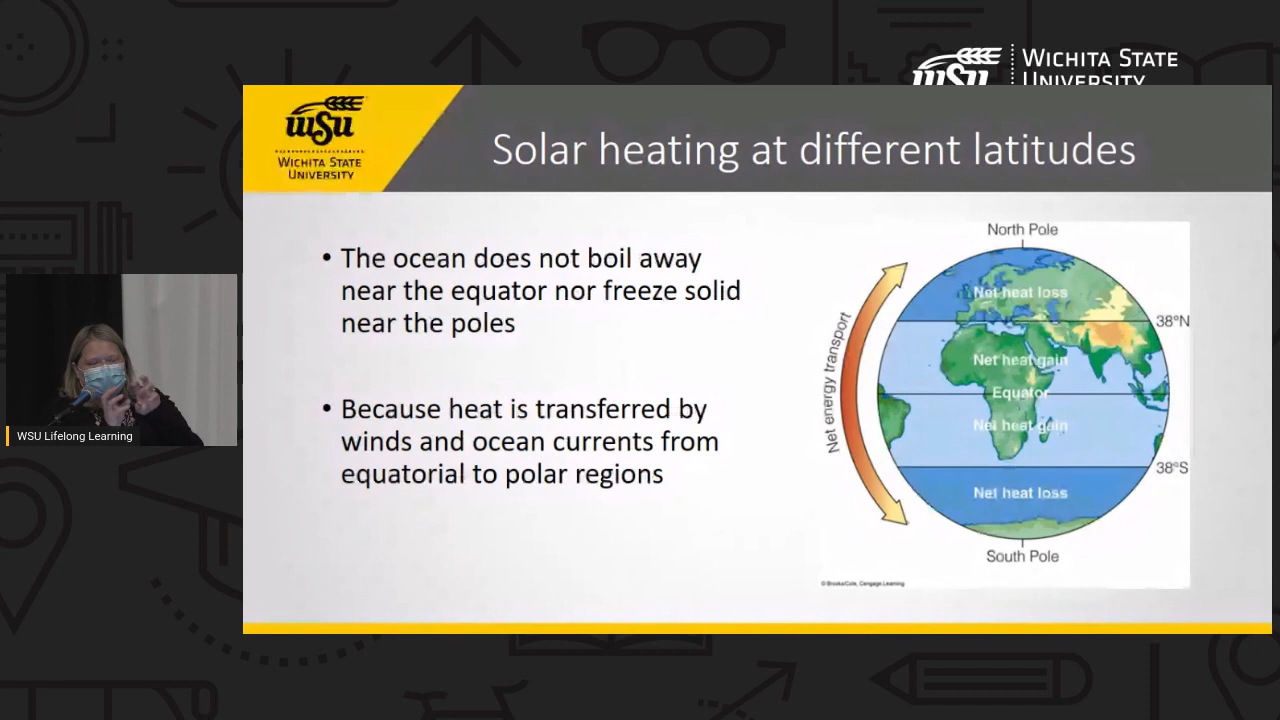 WSU
WICHITA STATE
UNIVERSITY
WSU
WICHITA STATE
UNIVERSITY
Solar heating at different latitudes
• The ocean does not boil away
near the equator nor freeze solid
near the poles
• Because heat is transferred by
winds and ocean currents from
equatorial to polar regions
North Pole
Net heat loss
38°N
Net heat gain
Equator
Net heat gain
38°S
Net heat loss
South Pole
Net energy transport
© Brooks/Cole, Cengage Learning
WSU Lifelong Learning